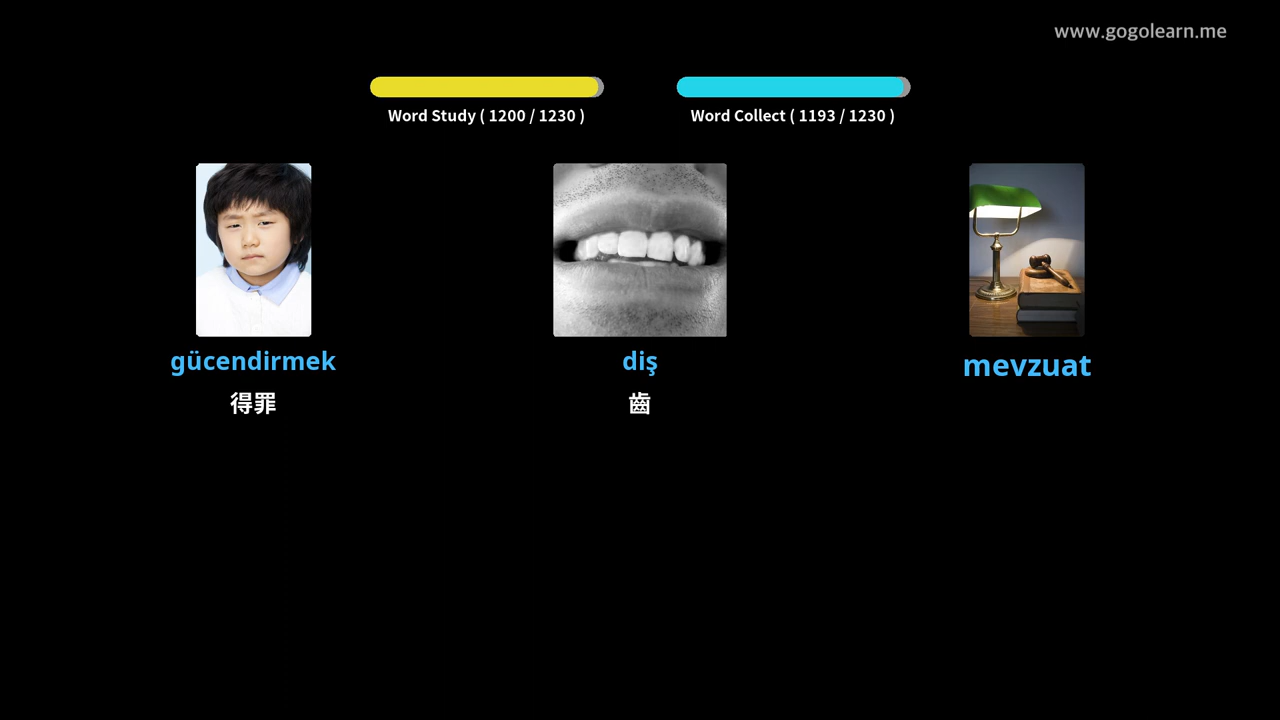 www.gogolearn.me
Word Study ( 1200 / 1230 )
Word Collect ( 1193 / 1230 )
gücendirmek
得罪
diş
齒
mevzuat